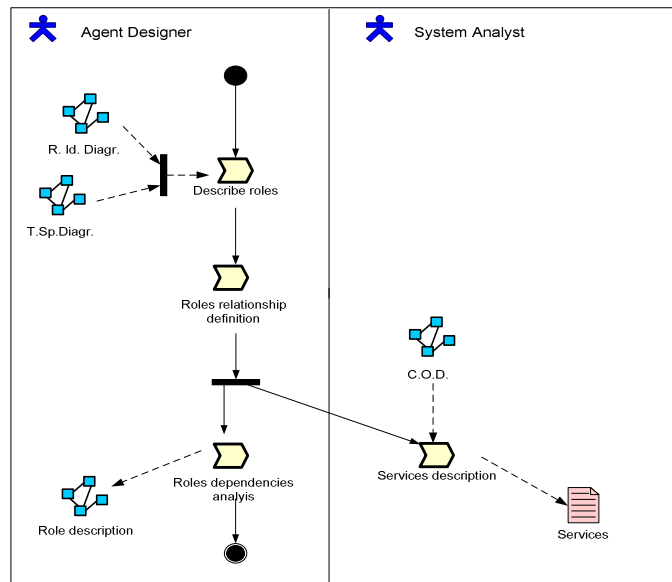 Agent Designer
System Analyst
R. Id. Diagr.
Describe roles
T.Sp.Diagr.
Roles relationship
definition
C.O.D.
Roles dependencies
analyis
Services description
Role description
Services